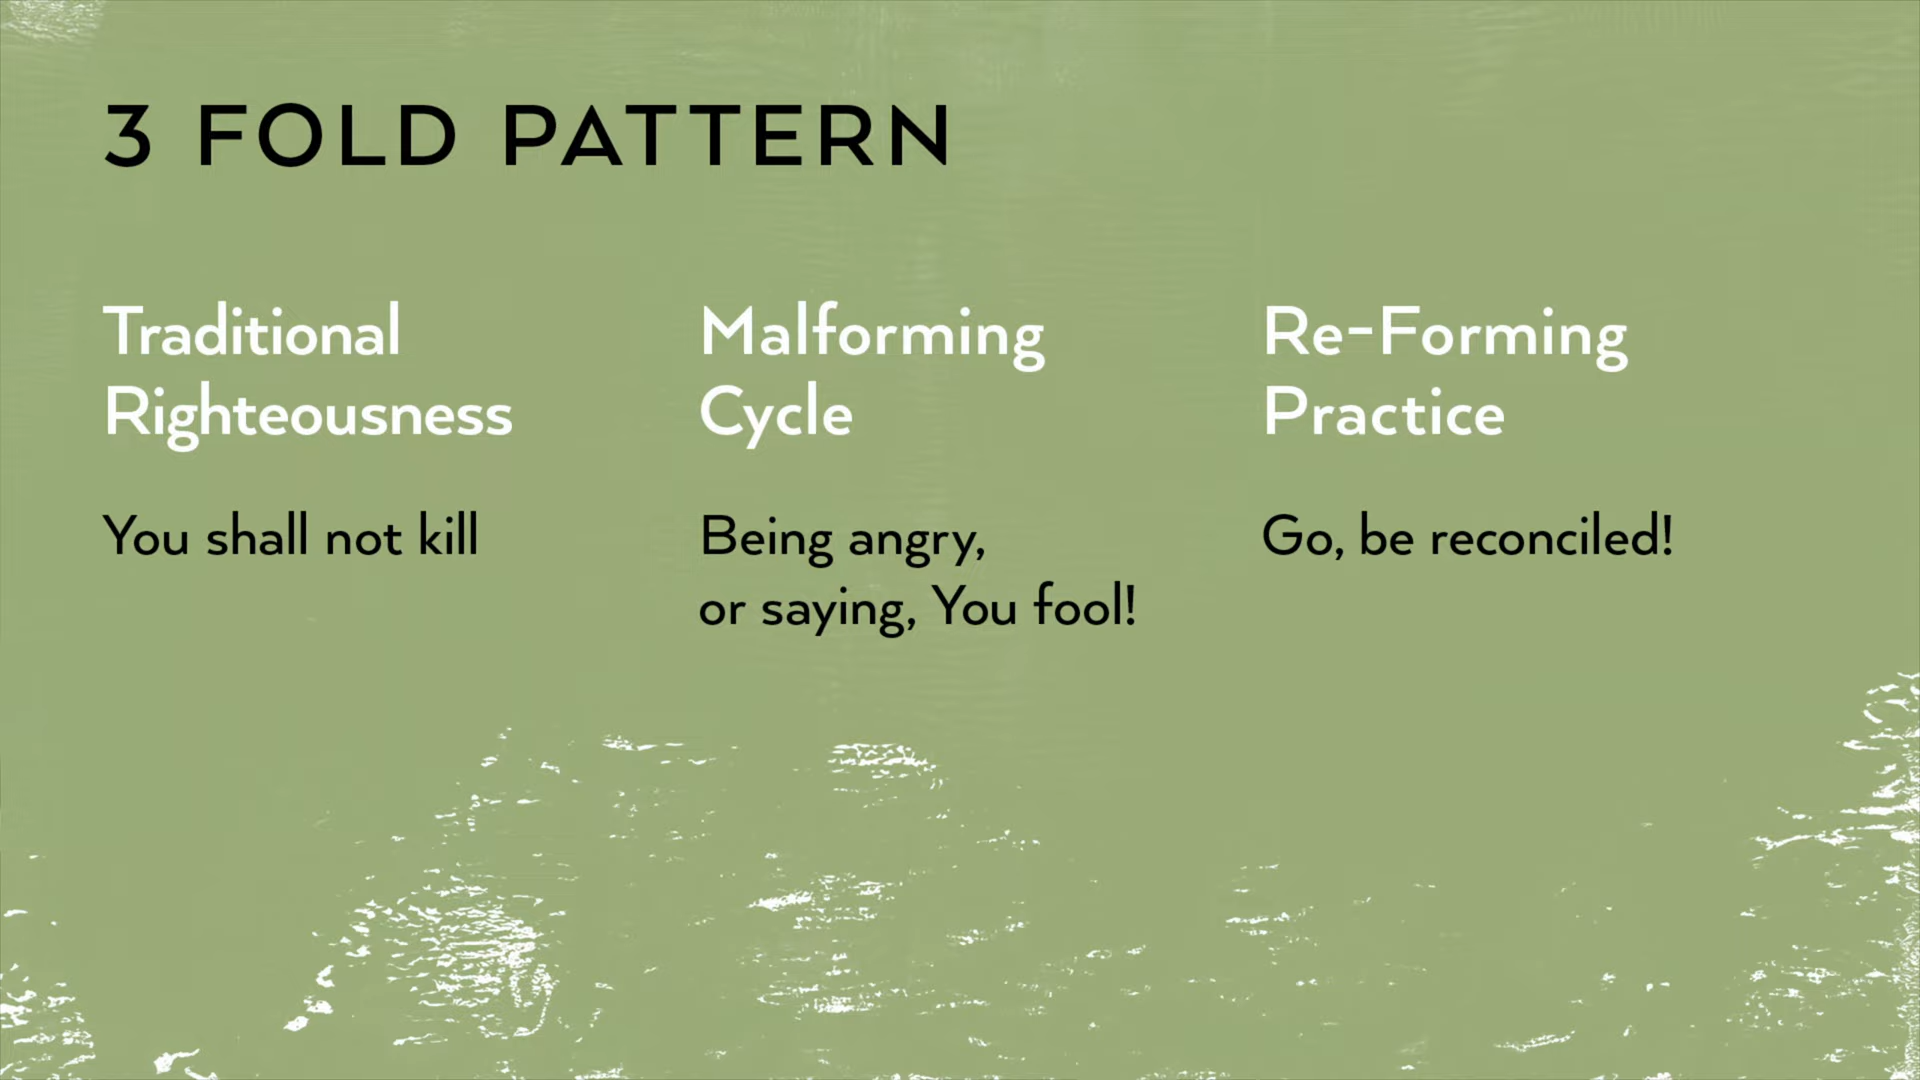 3 FOLD PATTERN
Traditional
Righteousness
You shall not kill
Malforming
Cycle
Being angry,
or saying, You fool!
Re-Forming
Practice
Go, be reconciled!